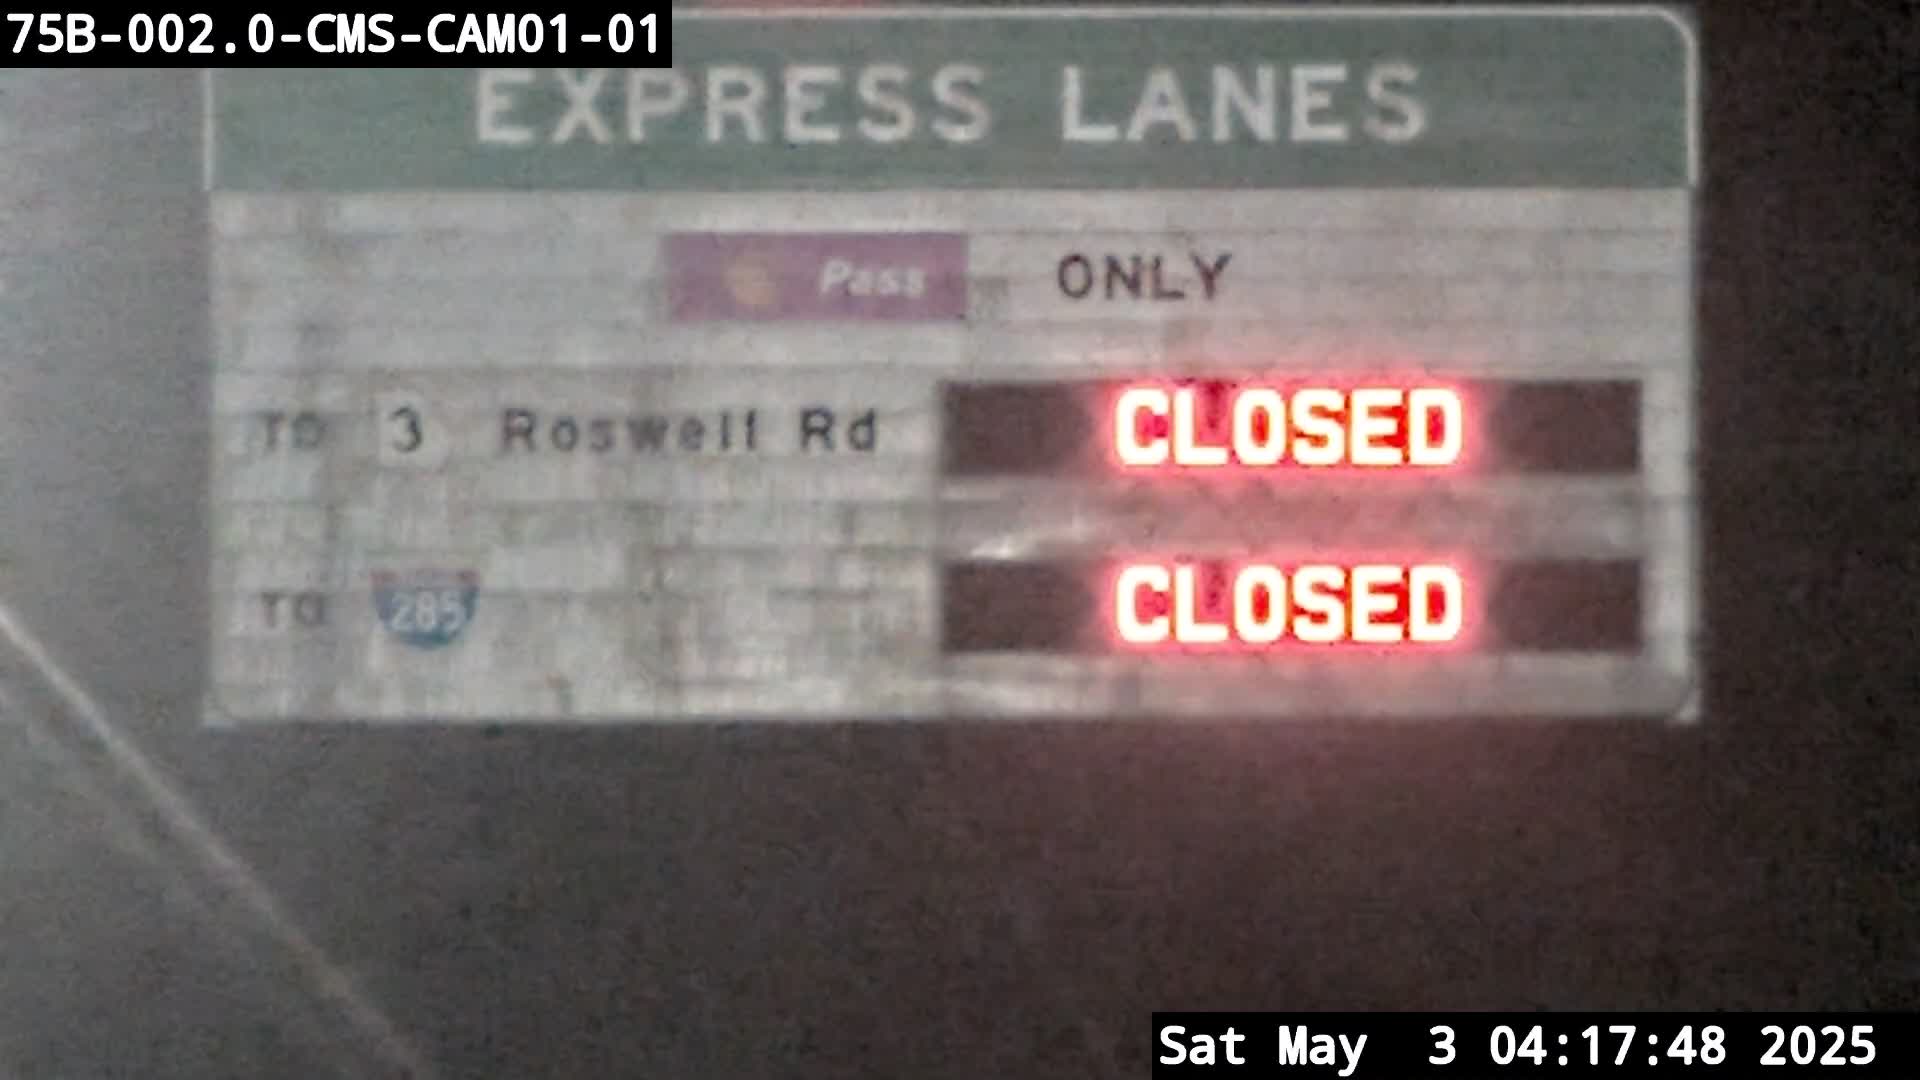 75B-002.0-CMS-CAM01-01
EXPRESS LANES
Pass ONLY
TO 3 Roswell Rd CLOSED
TO 285 CLOSED
Sat May 3 04:17:48 2025